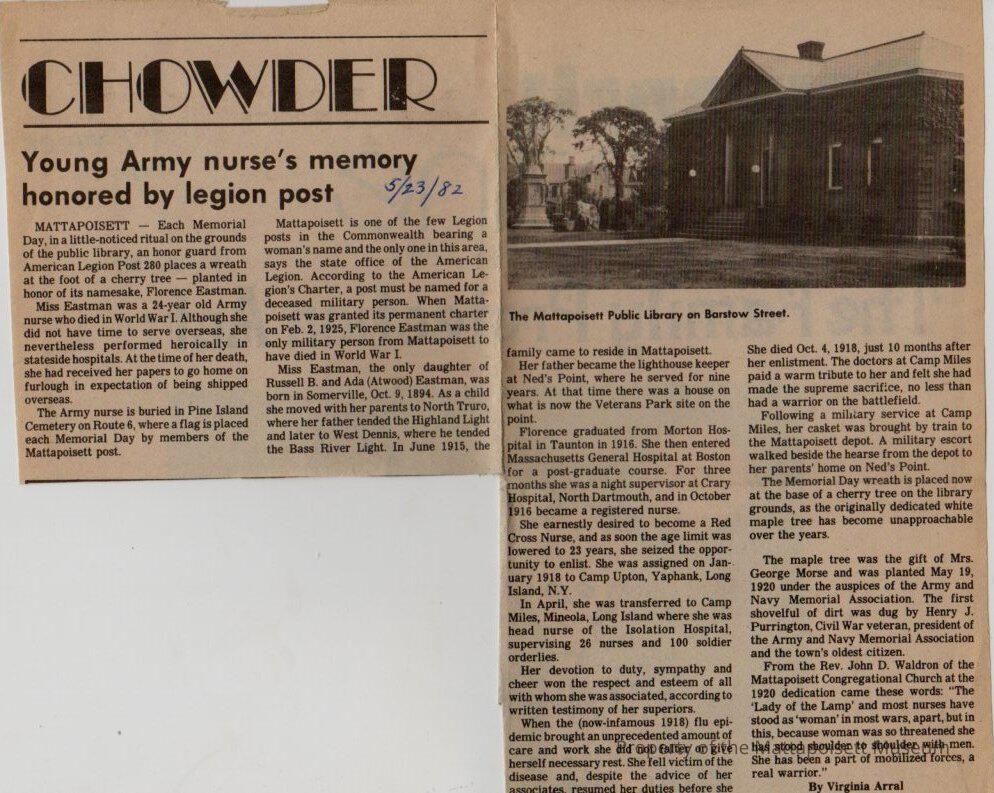 CHOWDER
Young Army nurse's memory
honored by legion post
5/23/82
MATTAPOISETT — Each Memorial
Day, in a little-noticed ritual on the grounds
of the public library, an honor guard from
American Legion Post 280 places a wreath
at the foot of a cherry tree — planted in
honor of its namesake, Florence Eastman.
Miss Eastman was a 24-year old Army
nurse who died in World War I. Although she
did not have time to serve overseas, she
nevertheless performed heroically in
stateside hospitals. At the time of her death,
she had received her papers to go home on
furlough in expectation of being shipped
overseas.
The Army nurse is buried in Pine Island
Cemetery on Route 6, where a flag is placed
each Memorial Day by members of the
Mattapoisett post.
Mattapoisett is one of the few Legion
posts in the Commonwealth bearing a
woman's name and the only one in this area,
says the state office of the American
Legion. According to the American Le-
gion's Charter, a post must be named for a
deceased military person. When Matta-
poisett was granted its permanent charter
on Feb. 2, 1925, Florence Eastman was the
only military person from Mattapoisett to
have died in World War I.
Miss Eastman, the only daughter of
Russell B. and Ada (Atwood) Eastman, was
born in Somerville, Oct. 9, 1894. As a child
she moved with her parents to North Truro,
where her father tended the Highland Light
and later to West Dennis, where he tended
the Bass River Light. In June 1915, the
The Mattapoisett Public Library on Barstow Street.
family came to reside in Mattapoisett.
Her father became the lighthouse keeper
at Ned's Point, where he served for nine
years. At that time there was a house on
what is now the Veterans Park site on the
point.
Florence graduated from Morton Hos-
pital in Taunton in 1916. She then entered
Massachusetts General Hospital at Boston
for a post-graduate course. For three
months she was a night supervisor at Crary
Hospital, North Dartmouth, and in October
1916 became a registered nurse.
She earnestly desired to become a Red
Cross Nurse, and as soon the age limit was
lowered to 23 years, she seized the oppor-
tunity to enlist. She was assigned on Jan-
uary 1918 to Camp Upton, Yaphank, Long
Island, N.Y.
In April, she was transferred to Camp
Miles, Mineola, Long Island where she was
head nurse of the Isolation Hospital,
supervising 26 nurses and 100 soldier
orderlies.
Her devotion to duty, sympathy and
cheer won the respect and esteem of all
with whom she was associated, according to
written testimony of her superiors.
When the (now-infamous 1918) flu epi-
demic brought an unprecedented amount of
care and work she did not falter or give
herself necessary rest. She fell victim of the
disease and, despite the advice of her
associates, resumed her duties before she
She died Oct. 4, 1918, just 10 months after
her enlistment. The doctors at Camp Miles
paid a warm tribute to her and felt she had
made the supreme sacrifice, no less than
had a warrior on the battlefield.
Following a military service at Camp
Miles, her casket was brought by train to
the Mattapoisett depot. A military escort
walked beside the hearse from the depot to
her parents' home on Ned's Point.
The Memorial Day wreath is placed now
at the base of a cherry tree on the library
grounds, as the originally dedicated white
maple tree has become unapproachable
over the years.
The maple tree was the gift of Mrs.
George Morse and was planted May 19,
1920 under the auspices of the Army and
Navy Memorial Association. The first
shovelful of dirt was dug by Henry J.
Purrington, Civil War veteran, president of
the Army and Navy Memorial Association
and the town's oldest citizen.
From the Rev. John D. Waldron of the
Mattapoisett Congregational Church at the
1920 dedication came these words: "The
'Lady of the Lamp' and most nurses have
stood as 'woman' in most wars, apart, but in
this, because woman was so threatened she
has stood shoulder to shoulder with men.
She has been a part of mobilized forces, a
real warrior."
By Virginia Arral
Property of the Mattapoisett Museum